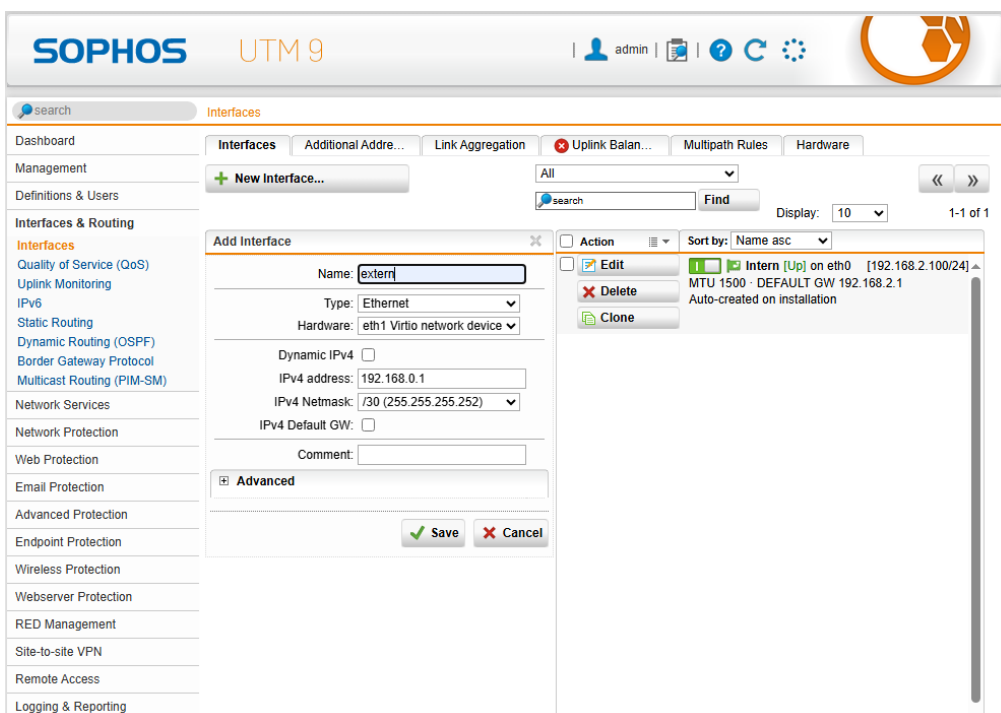 SOPHOS UTM 9 | admin | |
search Interfaces
Dashboard
Management
Definitions & Users
Interfaces & Routing
Interfaces
Quality of Service (QoS)
Uplink Monitoring
IPv6
Static Routing
Dynamic Routing (OSPF)
Border Gateway Protocol
Multicast Routing (PIM-SM)
Network Services
Network Protection
Web Protection
Email Protection
Advanced Protection
Endpoint Protection
Wireless Protection
Webserver Protection
RED Management
Site-to-site VPN
Remote Access
Logging & Reporting
Interfaces Additional Addre... Link Aggregation Uplink Balan... Multipath Rules Hardware
New Interface... All
search Find
Display: 10 1-1 of 1
Add Interface
Name: extern
Type: Ethernet
Hardware: eth1 Virtio network device
Dynamic IPv4
IPv4 address: 192.168.0.1
IPv4 Netmask: /30 (255.255.255.252)
IPv4 Default GW:
Comment:
Advanced
Save Cancel
Action Sort by: Name asc
Edit
Delete
Clone
Intern [Up] on eth0 [192.168.2.100/24]
MTU 1500 · DEFAULT GW 192.168.2.1
Auto-created on installation